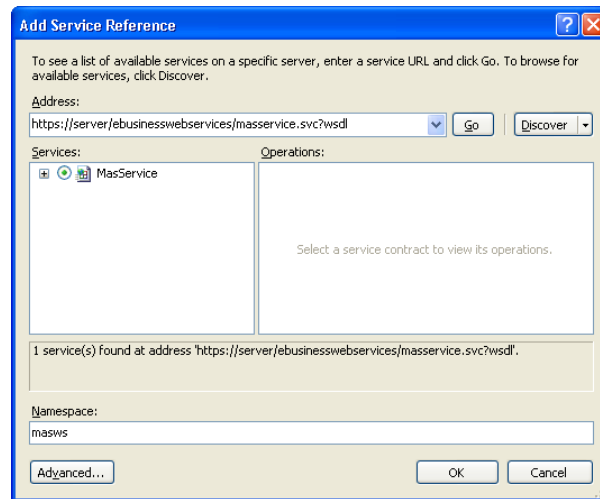 Add Service Reference
To see a list of available services on a specific server, enter a service URL and click Go. To browse for
available services, click Discover.
Address:
https://server/ebusinesswebservices/masservice.svc?wsdl
Go
Discover
Services:
Operations:
MasService
Select a service contract to view its operations.
1 service(s) found at address 'https://server/ebusinesswebservices/masservice.svc?wsdl'.
Namespace:
masws
Advanced...
OK
Cancel